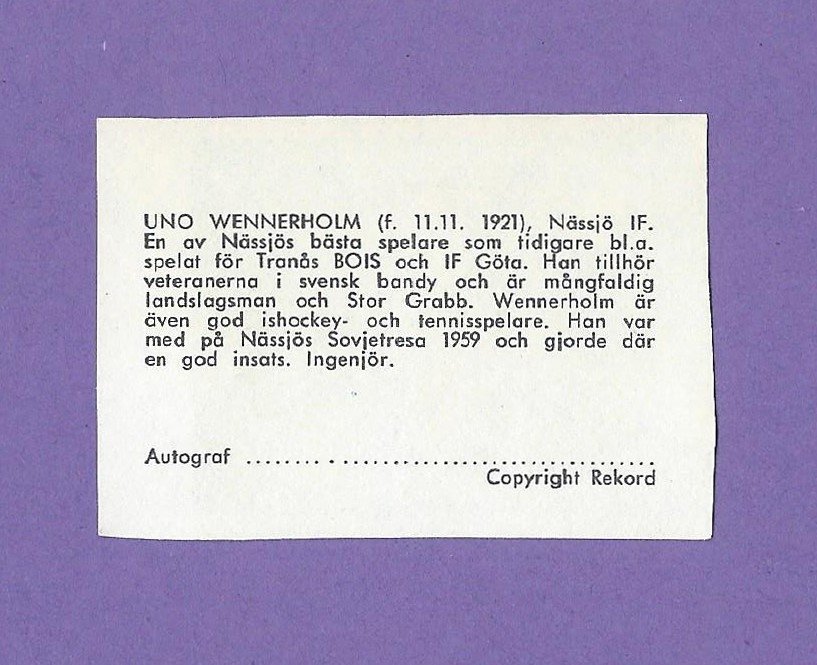 UNO WENNERHOLM (f. 11.11. 1921), Nässjö IF.
En av Nässjös bästa spelare som tidigare bl.a.
spelat för Tranås BOIS och IF Göta. Han tillhör
veteranerna i svensk bandy och är mångfaldig
landslagsman och Stor Grabb. Wennerholm är
även god ishockey- och tennisspelare. Han var
med på Nässjös Sovjetresa 1959 och gjorde där
en god insats. Ingenjör.
Autograf ........................................
Copyright Rekord